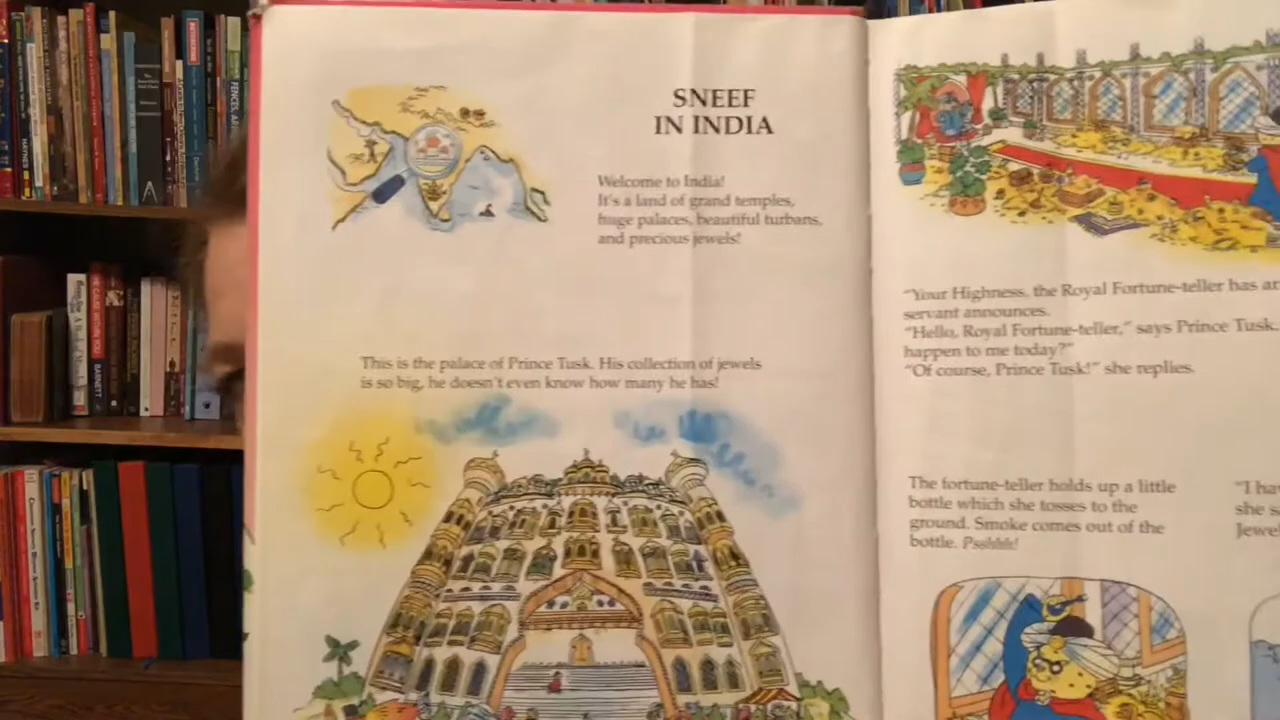 SNEEF
IN INDIA
Welcome to India!
It's a land of grand temples,
huge palaces, beautiful turbans,
and precious jewels!
This is the palace of Prince Tusk. His collection of jewels
is so big, he doesn't even know how many he has!
"Your Highness, the Royal Fortune-teller has
servant announces.
"Hello, Royal Fortune-teller," says Prince Tusk.
happen to me today?"
"Of course, Prince Tusk!" she replies.
The fortune-teller holds up a little
bottle which she tosses to the
ground. Smoke comes out of the
bottle. Psshhh!
"I
she
FENCES,
HAYNES
BARNETT